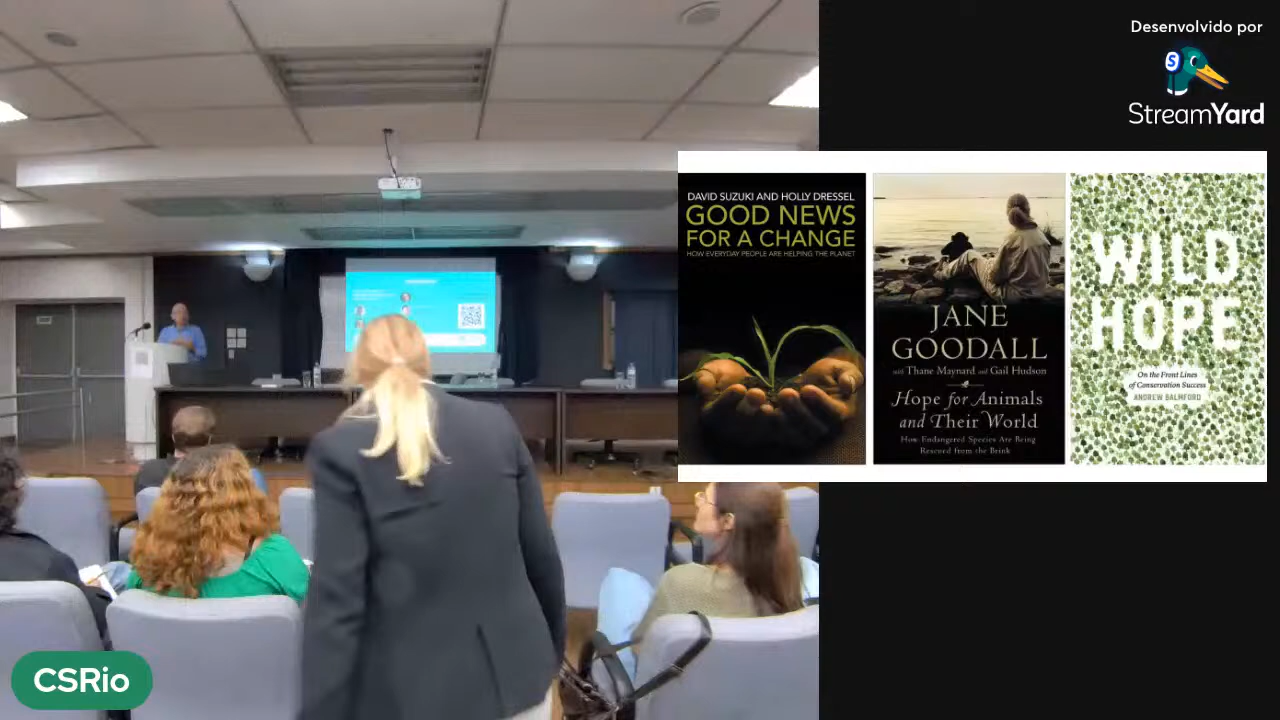 Desenvolvido por
StreamYard
DAVID SUZUKI AND HOLLY DRESSEL
GOOD NEWS
FOR A CHANGE
HOW EVERYDAY PEOPLE ARE HELPING THE PLANET
JANE
GOODALL
with Thane Maynard and Gail Hudson
Hope for Animals
and Their World
How Endangered Species Are Being
Rescued from the Brink
WILD
HOPE
On the Front Lines
of Conservation Success
ANDREW BALMFORD
CSRio